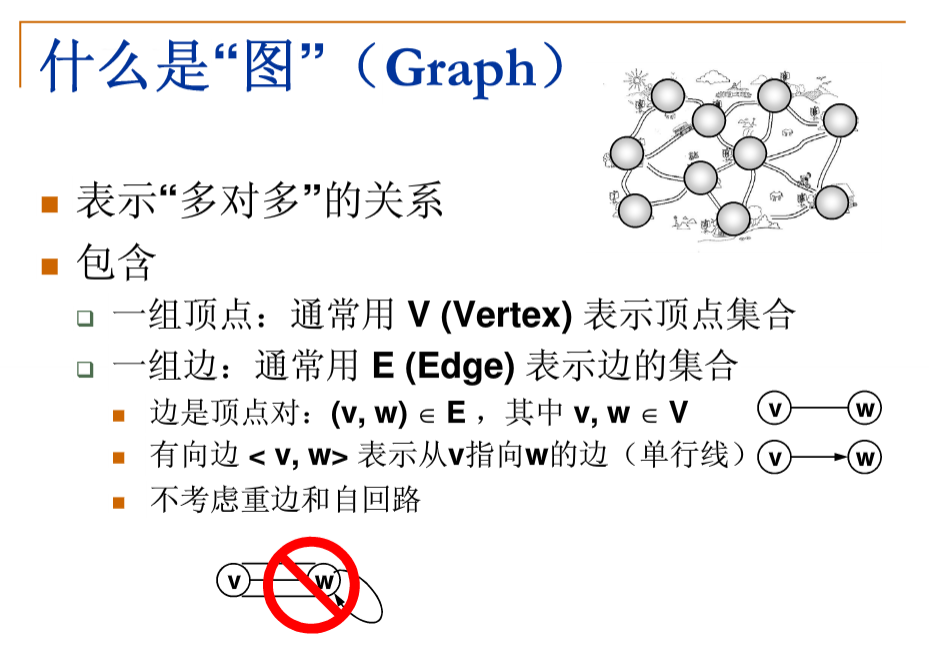 什么是“图”（Graph）
表示“多对多”的关系
包含
一组顶点：通常用 V (Vertex) 表示顶点集合
一组边：通常用 E (Edge) 表示边的集合
边是顶点对：(v, w) ∈ E ，其中 v, w ∈ V
v w
有向边 < v, w> 表示从v指向w的边（单行线）
v w
不考虑重边和自回路
v w